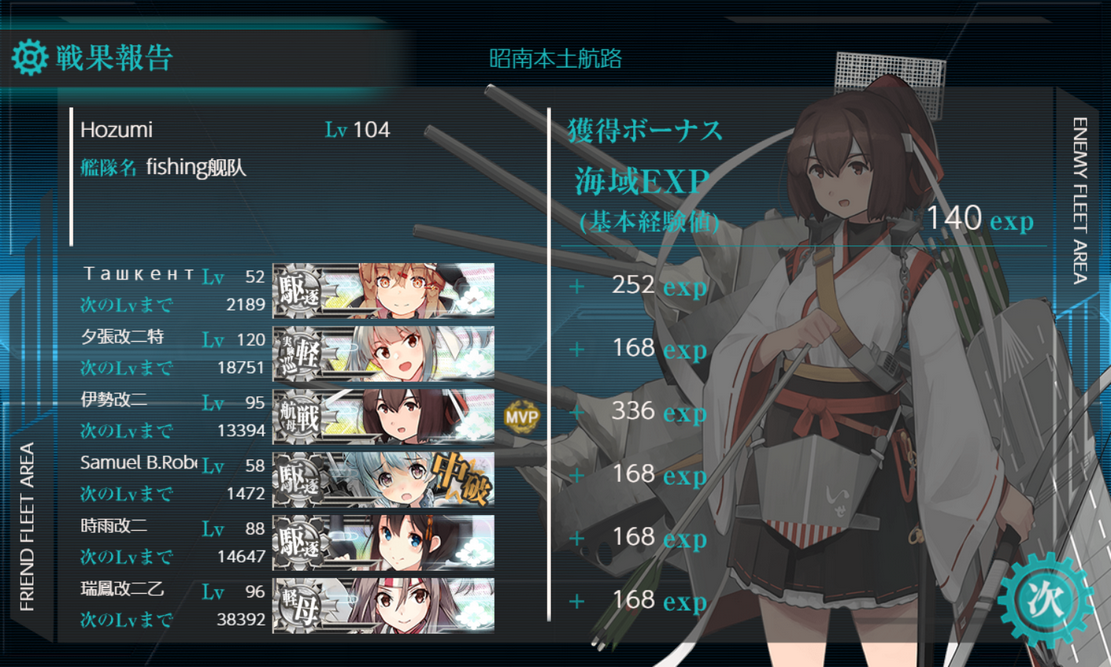 戦果報告
昭南本土航路
Hozumi Lv 104
艦隊名 fishing舰队
獲得ボーナス
海域EXP
(基本経験値)
140 exp
Ташкент Lv 52
次のLvまで 2189
駆逐
+ 252 exp
夕張改二特 Lv 120
次のLvまで 18751
実験軽巡
+ 168 exp
伊勢改二 Lv 95
次のLvまで 13394
航戦母
MVP
+ 336 exp
Samuel B.Robe Lv 58
次のLvまで 1472
駆逐
中破
+ 168 exp
時雨改二 Lv 88
次のLvまで 14647
駆逐
+ 168 exp
瑞鳳改二乙 Lv 96
次のLvまで 38392
軽母
+ 168 exp
いせ
次
FRIEND FLEET AREA
ENEMY FLEET AREA